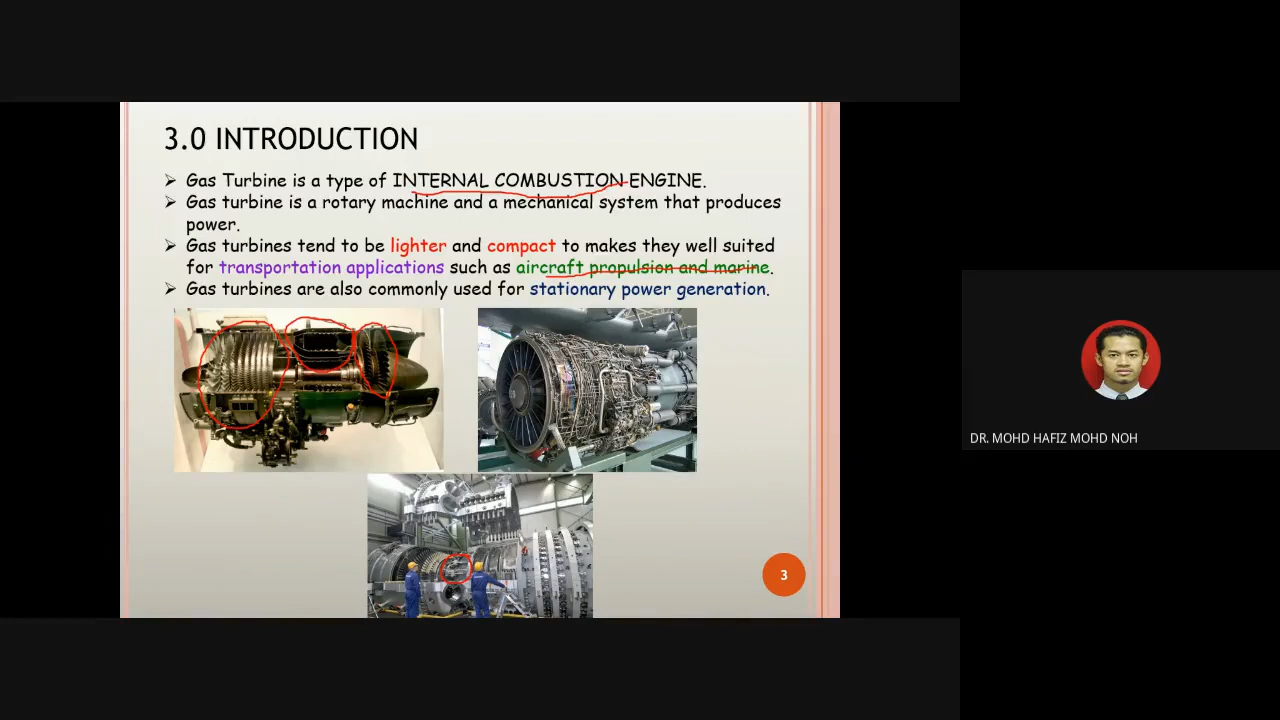 3.0 INTRODUCTION
➢ Gas Turbine is a type of INTERNAL COMBUSTION ENGINE.
➢ Gas turbine is a rotary machine and a mechanical system that produces
power.
➢ Gas turbines tend to be lighter and compact to makes they well suited
for transportation applications such as aircraft propulsion and marine.
➢ Gas turbines are also commonly used for stationary power generation.
3
DR. MOHD HAFIZ MOHD NOH